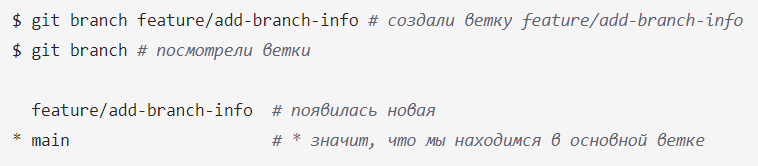 $ git branch feature/add-branch-info # создали ветку feature/add-branch-info
$ git branch # посмотрели ветки
feature/add-branch-info # появилась новая
* main # * значит, что мы находимся в основной ветке